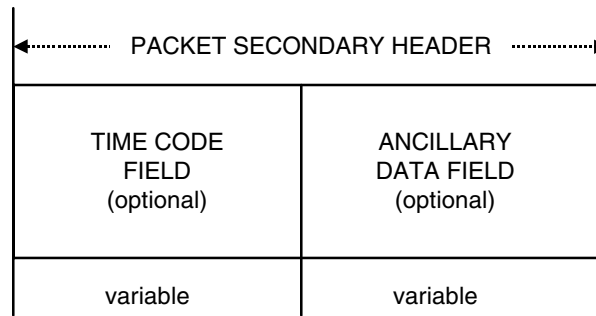 PACKET SECONDARY HEADER
TIME CODE
FIELD
(optional)
ANCILLARY
DATA FIELD
(optional)
variable
variable